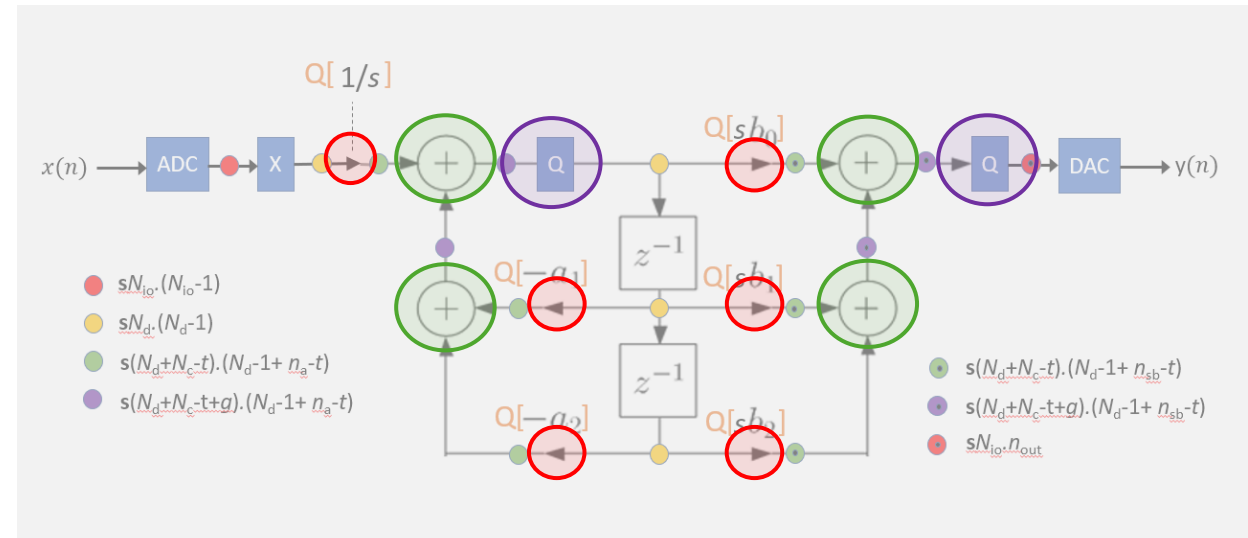 Q[ 1/s ]
Q[sb₀]
x(n) ADC X + Q + Q DAC y(n)
z⁻¹
Q[−a₁] Q[sb₁]
sNio.(Nio-1)
sNd.(Nd-1)
+ +
s(Nd+Nc-t).(Nd-1+ na-t)
s(Nd+Nc-t+g).(Nd-1+ na-t)
z⁻¹
s(Nd+Nc-t).(Nd-1+ nsb-t)
s(Nd+Nc-t+g).(Nd-1+ nsb-t)
Q[−a₂] Q[sb₂]
sNio.nout